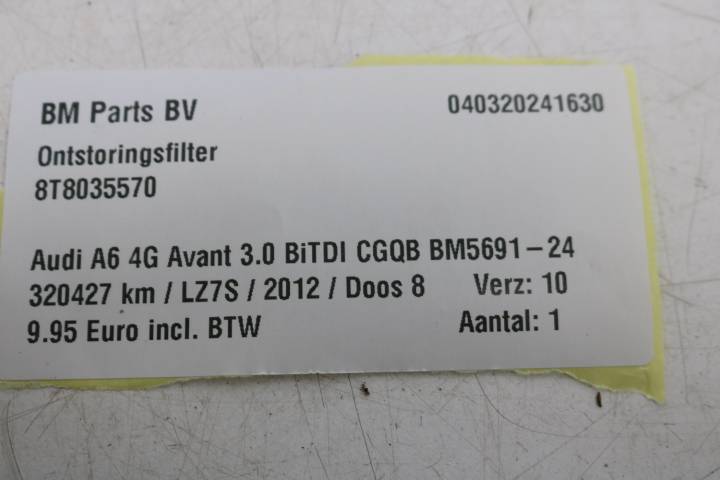 BM Parts BV 040320241630
Ontstoringsfilter
8T8035570
Audi A6 4G Avant 3.0 BiTDI CGQB BM5691-24
320427 km / LZ7S / 2012 / Doos 8 Verz: 10
9.95 Euro incl. BTW Aantal: 1